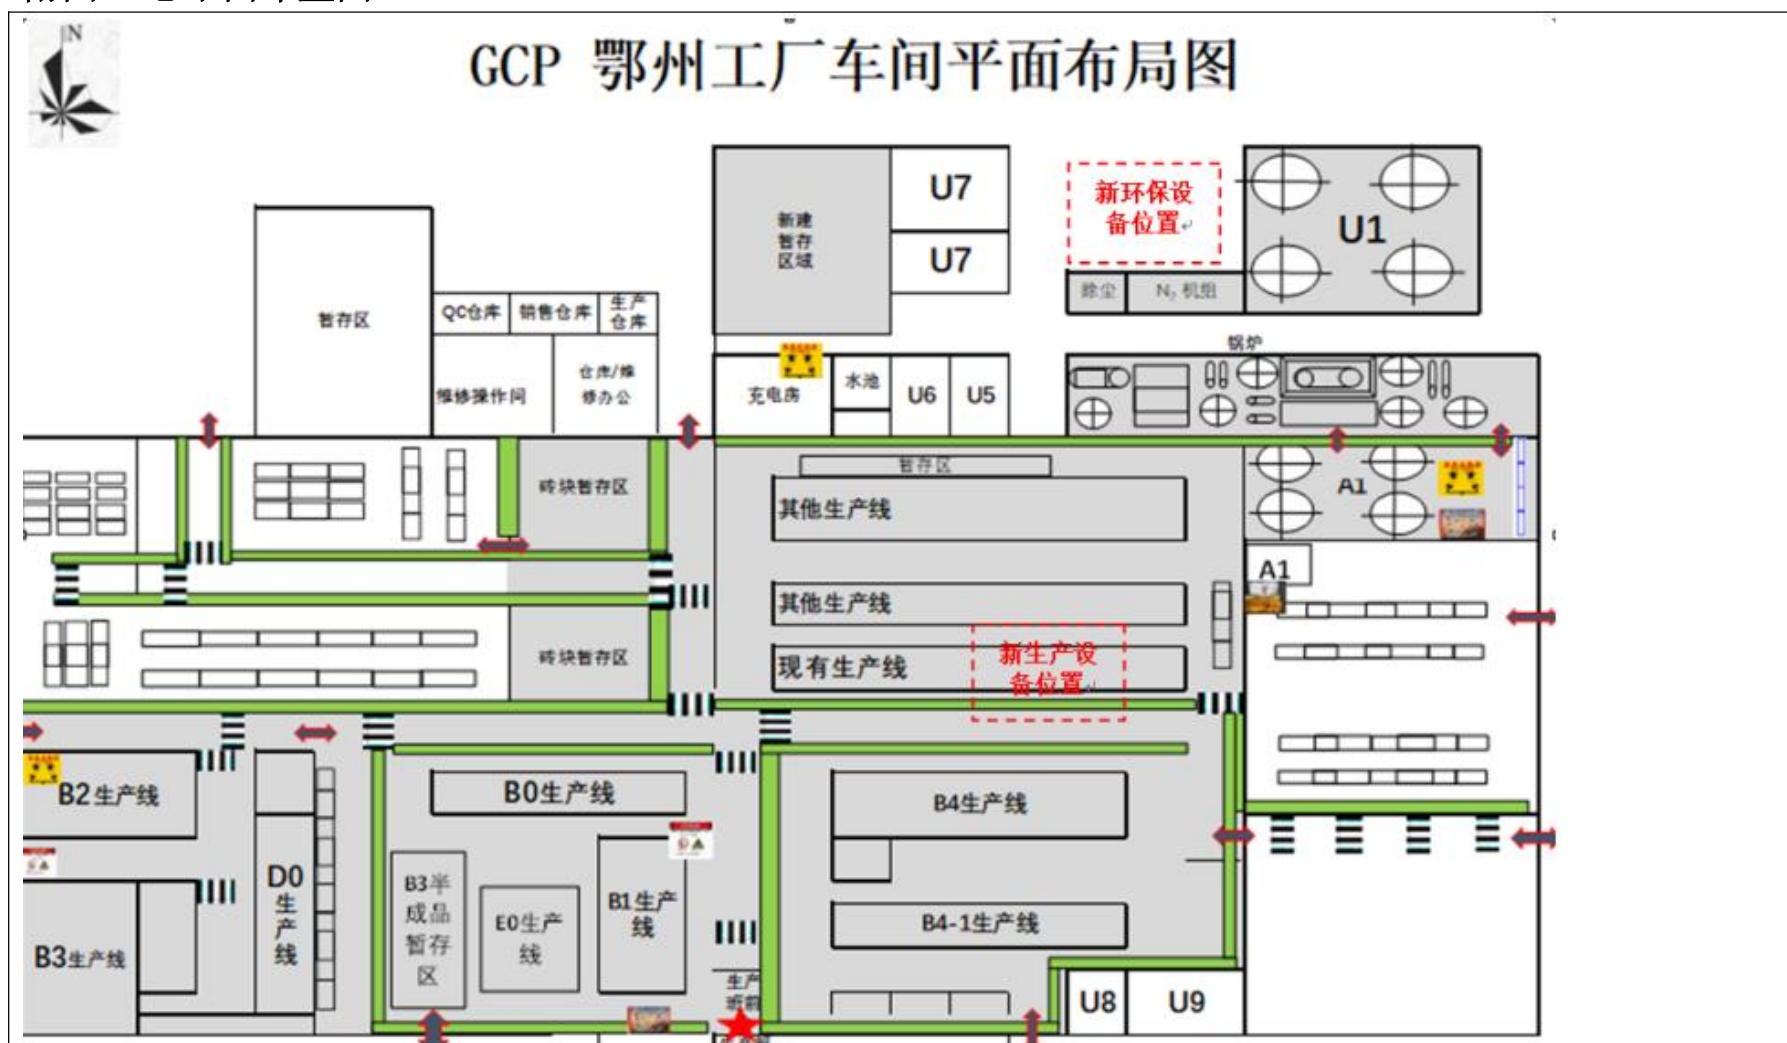 N
GCP 鄂州工厂车间平面布局图
新建
暂存
区域
U7
U7
新环保设
备位置
U1
除尘
N₂ 机组
暂存区
QC仓库
销售仓库
生产
仓库
维修操作间
仓库/维
修办公
充电房
水池
U6
U5
锅炉
砖块暂存区
暂存区
其他生产线
A1
其他生产线
A1
砖块暂存区
现有生产线
新生产设
备位置
B2生产线
B0生产线
B4生产线
D0
生
产
线
B3半
成品
暂存
区
E0生产
线
B1生产
线
B4-1生产线
B3生产线
生产
班前
U8
U9